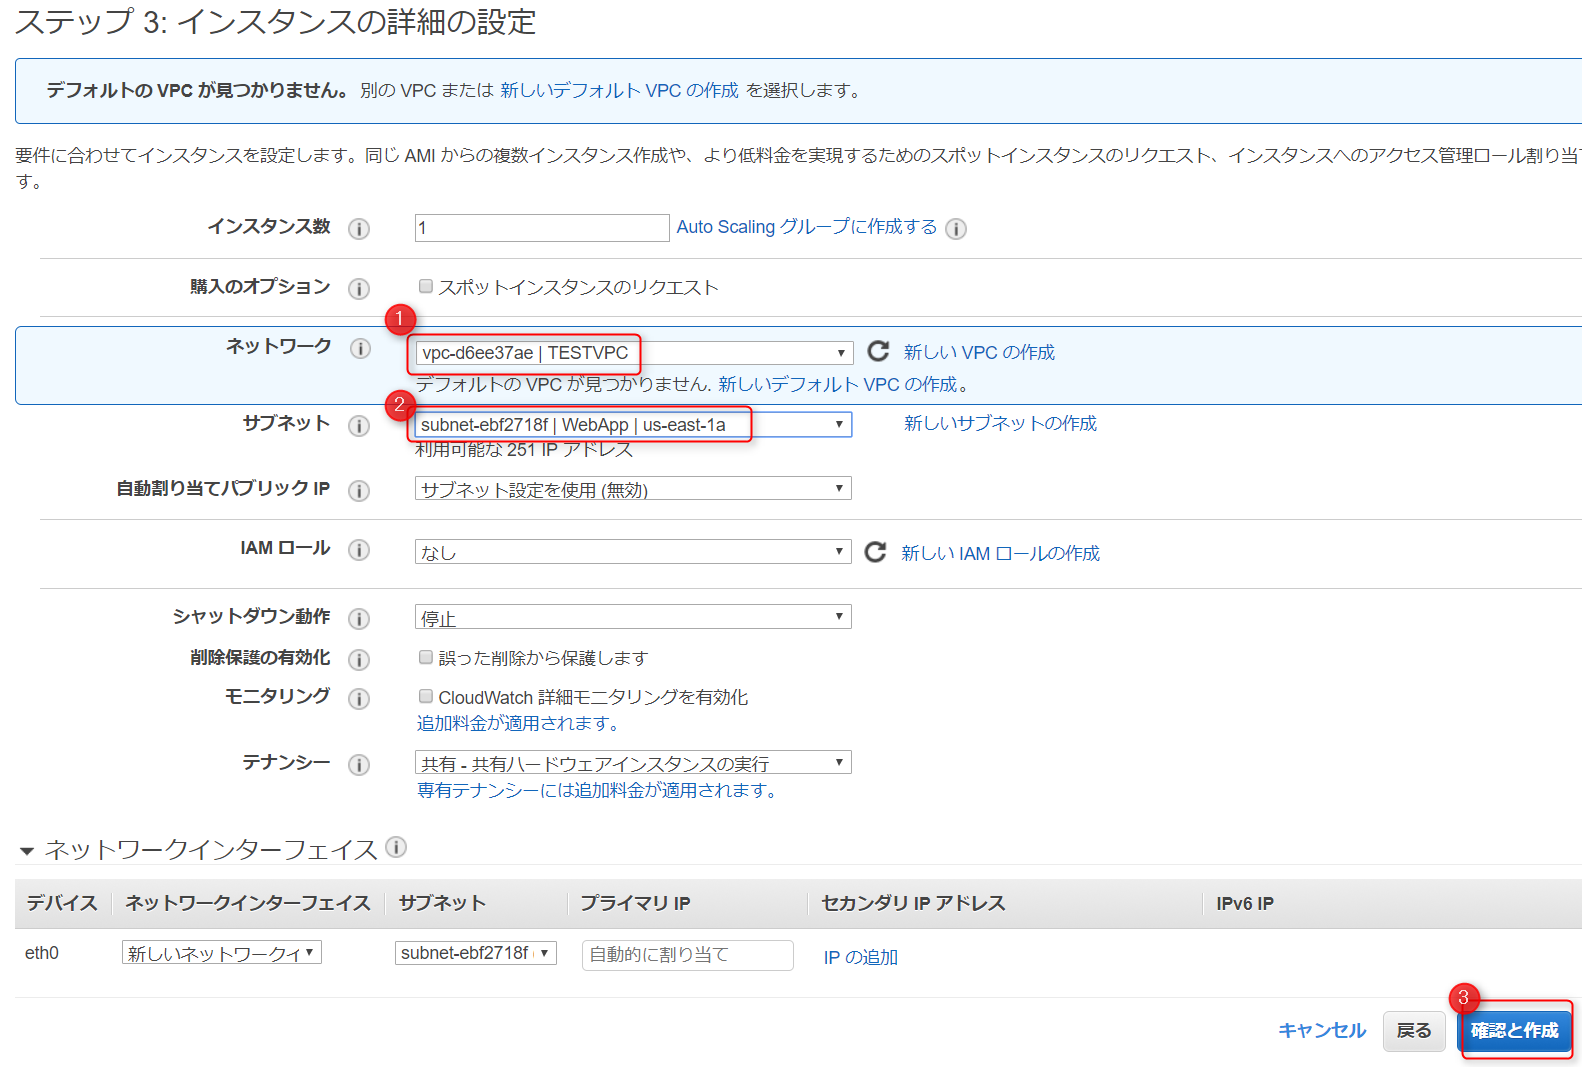 ステップ 3: インスタンスの詳細の設定
デフォルトの VPC が見つかりません。 別の VPC または 新しいデフォルト VPC の作成 を選択します。
要件に合わせてインスタンスを設定します。同じ AMI からの複数インスタンス作成や、より低料金を実現するためのスポットインスタンスのリクエスト、インスタンスへのアクセス管理ロール割り当て
す。
インスタンス数 i 1 Auto Scaling グループに作成する i
購入のオプション i スポットインスタンスのリクエスト
1
ネットワーク i vpc-d6ee37ae | TESTVPC 新しい VPC の作成
デフォルトの VPC が見つかりません. 新しいデフォルト VPC の作成。
2
サブネット i subnet-ebf2718f | WebApp | us-east-1a 新しいサブネットの作成
利用可能な 251 IP アドレス
自動割り当てパブリック IP i サブネット設定を使用 (無効)
IAM ロール i なし 新しい IAM ロールの作成
シャットダウン動作 i 停止
削除保護の有効化 i 誤った削除から保護します
モニタリング i CloudWatch 詳細モニタリングを有効化
追加料金が適用されます。
テナンシー i 共有 - 共有ハードウェアインスタンスの実行
専有テナンシーには追加料金が適用されます。
ネットワークインターフェイス i
デバイス ネットワークインターフェイス サブネット プライマリ IP セカンダリ IP アドレス IPv6 IP
eth0 新しいネットワークィ subnet-ebf2718f 自動的に割り当て IP の追加
3
キャンセル 戻る 確認と作成